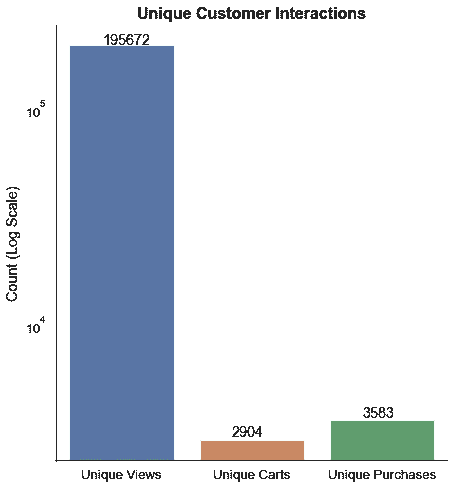 Unique Customer Interactions
195672
10^5
Count (Log Scale)
10^4
3583
2904
Unique Views Unique Carts Unique Purchases